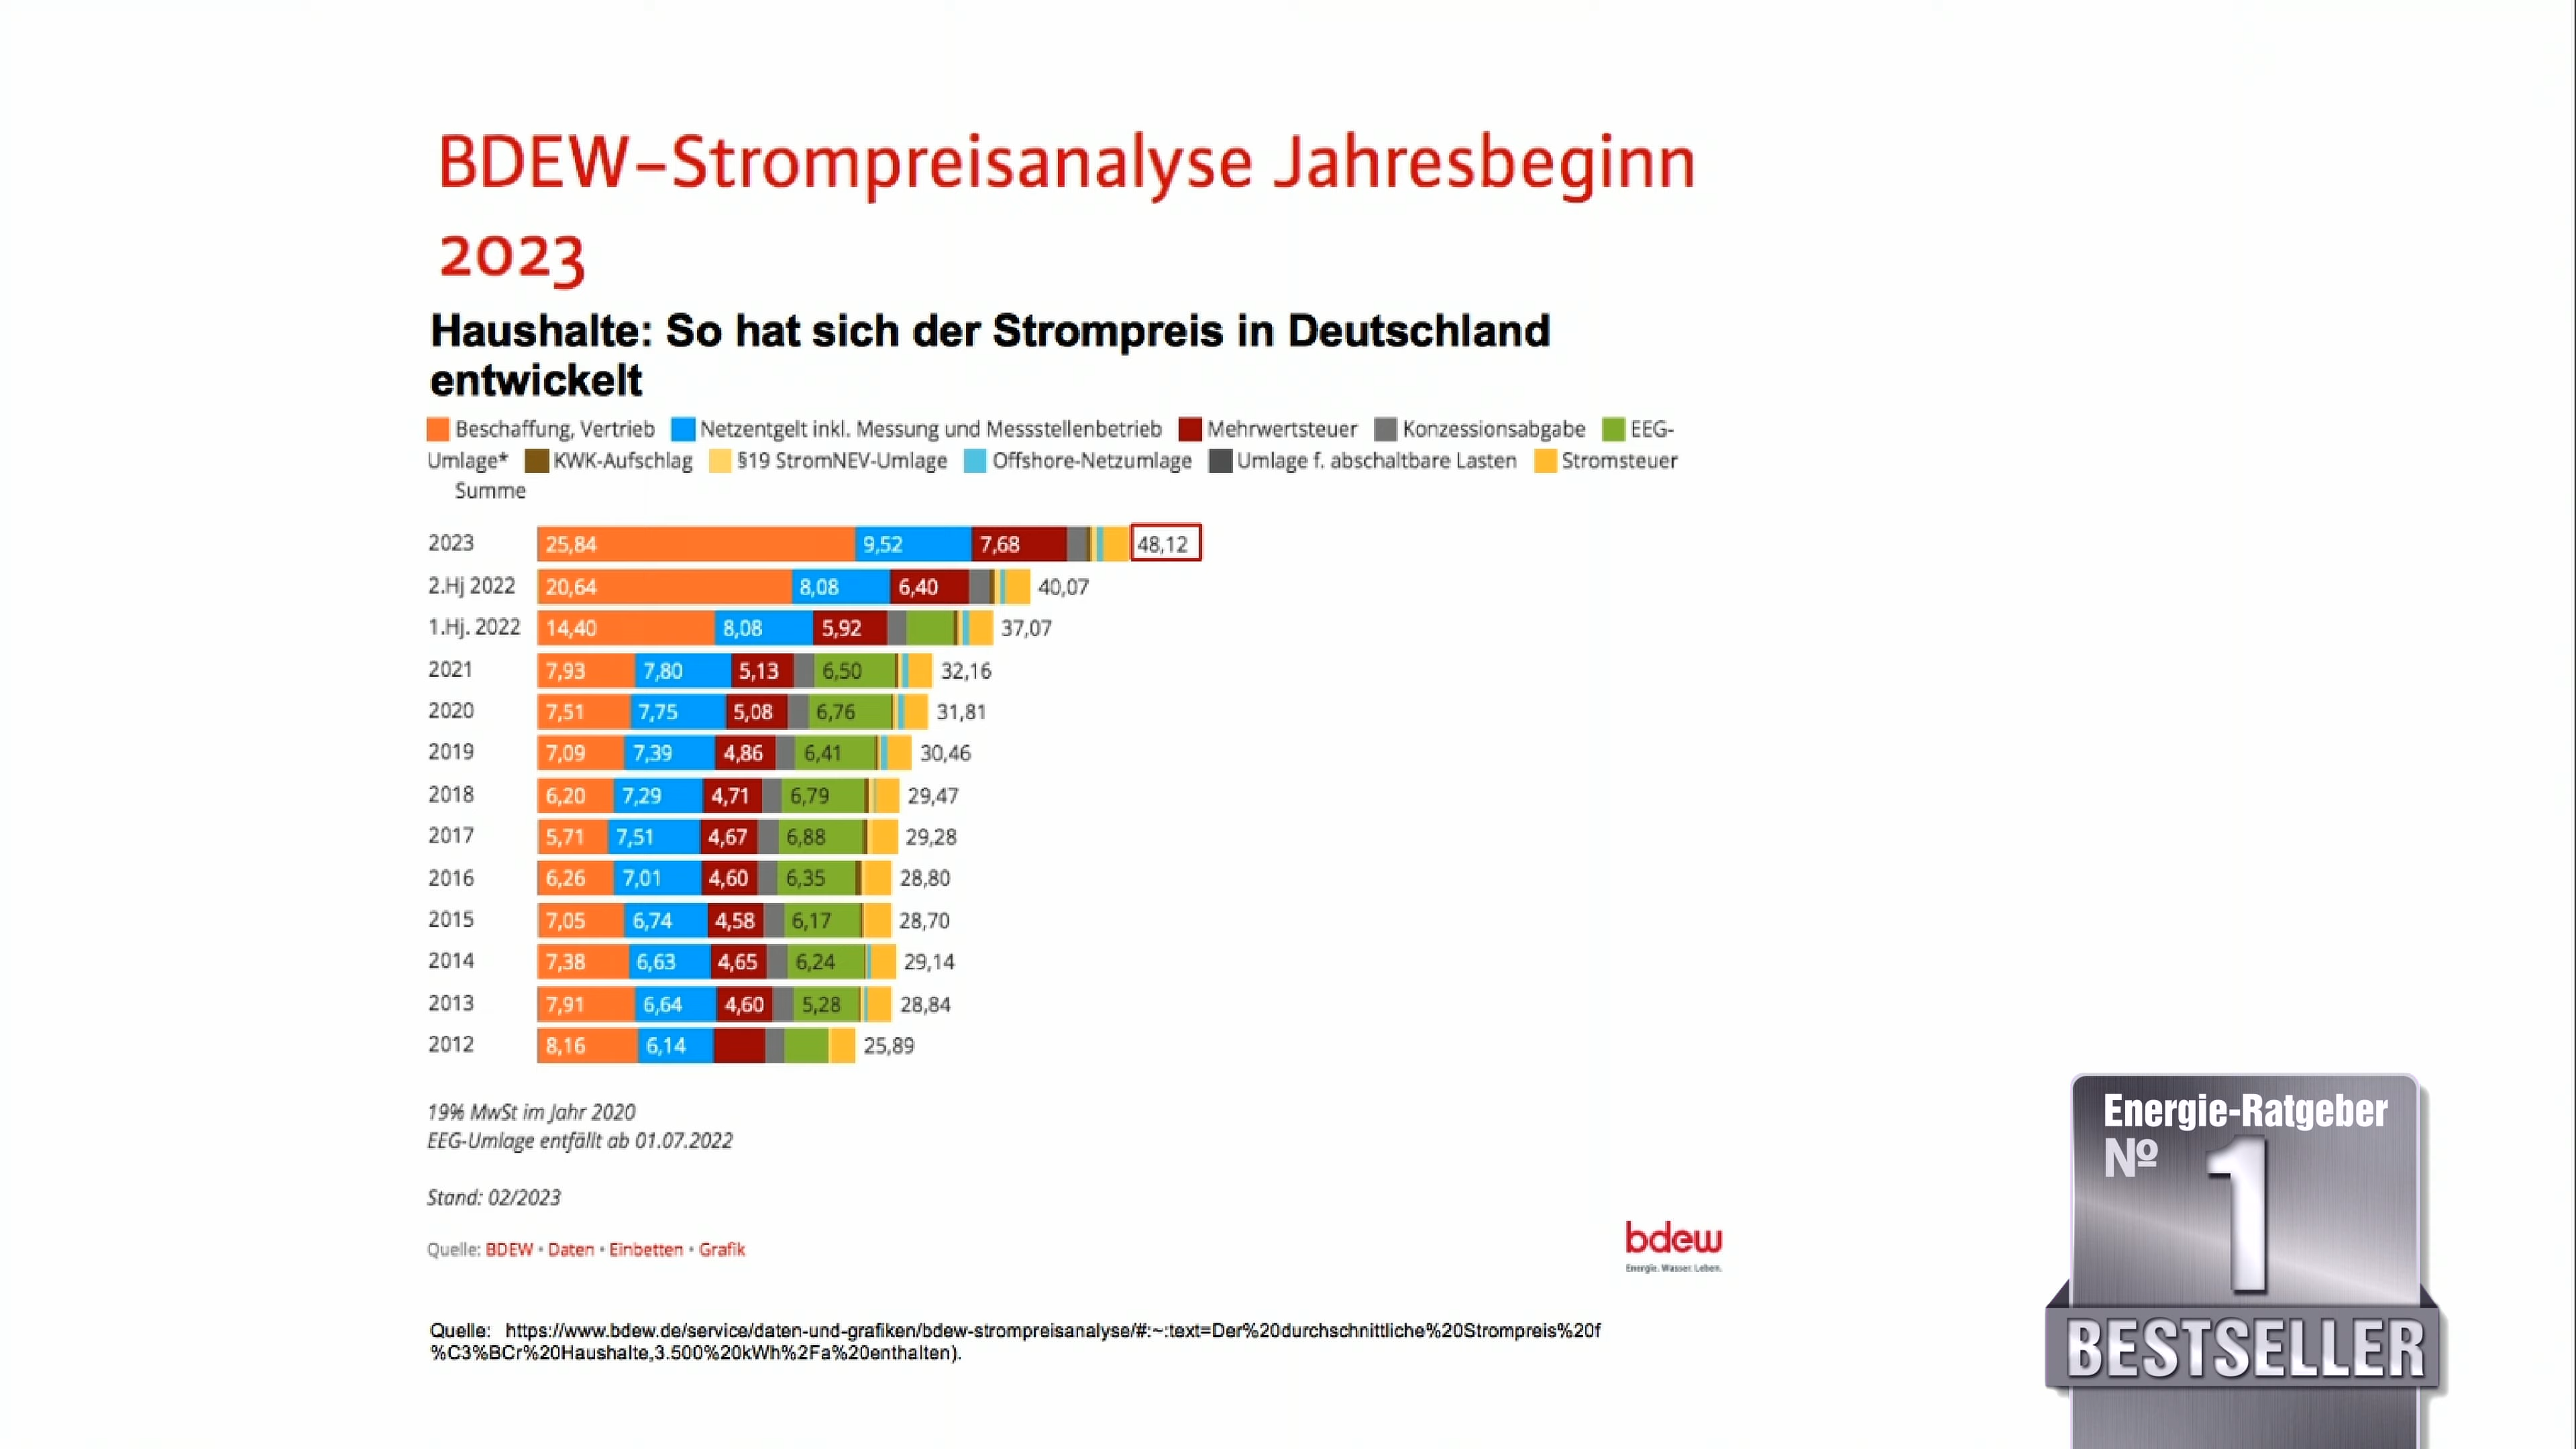 BDEW-Strompreisanalyse Jahresbeginn
2023
Haushalte: So hat sich der Strompreis in Deutschland
entwickelt
Beschaffung, Vertrieb Netzentgelt inkl. Messung und Messstellenbetrieb Mehrwertsteuer Konzessionsabgabe EEG-
Umlage* KWK-Aufschlag §19 StromNEV-Umlage Offshore-Netzumlage Umlage f. abschaltbare Lasten Stromsteuer
Summe
2023 25,84 9,52 7,68 48,12
2.Hj 2022 20,64 8,08 6,40 40,07
1.Hj. 2022 14,40 8,08 5,92 37,07
2021 7,93 7,80 5,13 6,50 32,16
2020 7,51 7,75 5,08 6,76 31,81
2019 7,09 7,39 4,86 6,41 30,46
2018 6,20 7,29 4,71 6,79 29,47
2017 5,71 7,51 4,67 6,88 29,28
2016 6,26 7,01 4,60 6,35 28,80
2015 7,05 6,74 4,58 6,17 28,70
2014 7,38 6,63 4,65 6,24 29,14
2013 7,91 6,64 4,60 5,28 28,84
2012 8,16 6,14 25,89
19% MwSt im Jahr 2020
EEG-Umlage entfällt ab 01.07.2022
Stand: 02/2023
Quelle: BDEW • Daten • Einbetten • Grafik
bdew
Energie. Wasser. Leben.
Quelle: https://www.bdew.de/service/daten-und-grafiken/bdew-strompreisanalyse/#:~:text=Der%20durchschnittliche%20Strompreis%20f
%C3%BCr%20Haushalte,3.500%20kWh%2Fa%20enthalten).
Energie-Ratgeber
Nº 1
BESTSELLER